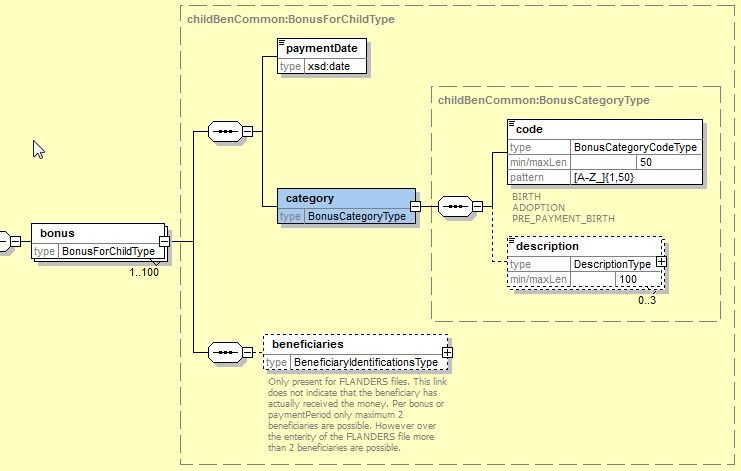 childBenCommon:BonusForChildType
paymentDate
type xsd:date
childBenCommon:BonusCategoryType
code
type BonusCategoryCodeType
min/maxLen 50
pattern [A-Z_]{1,50}
BIRTH
ADOPTION
PRE_PAYMENT_BIRTH
category
type BonusCategoryType
description
type DescriptionType
min/maxLen 100
0..3
bonus
type BonusForChildType
1..100
beneficiaries
type BeneficiaryIdentificationsType
Only present for FLANDERS files. This link
does not indicate that the beneficiary has
actually received the money. Per bonus or
paymentPeriod only maximum 2
beneficiaries are possible. However over
the enterity of the FLANDERS file more
than 2 beneficiaries are possible.